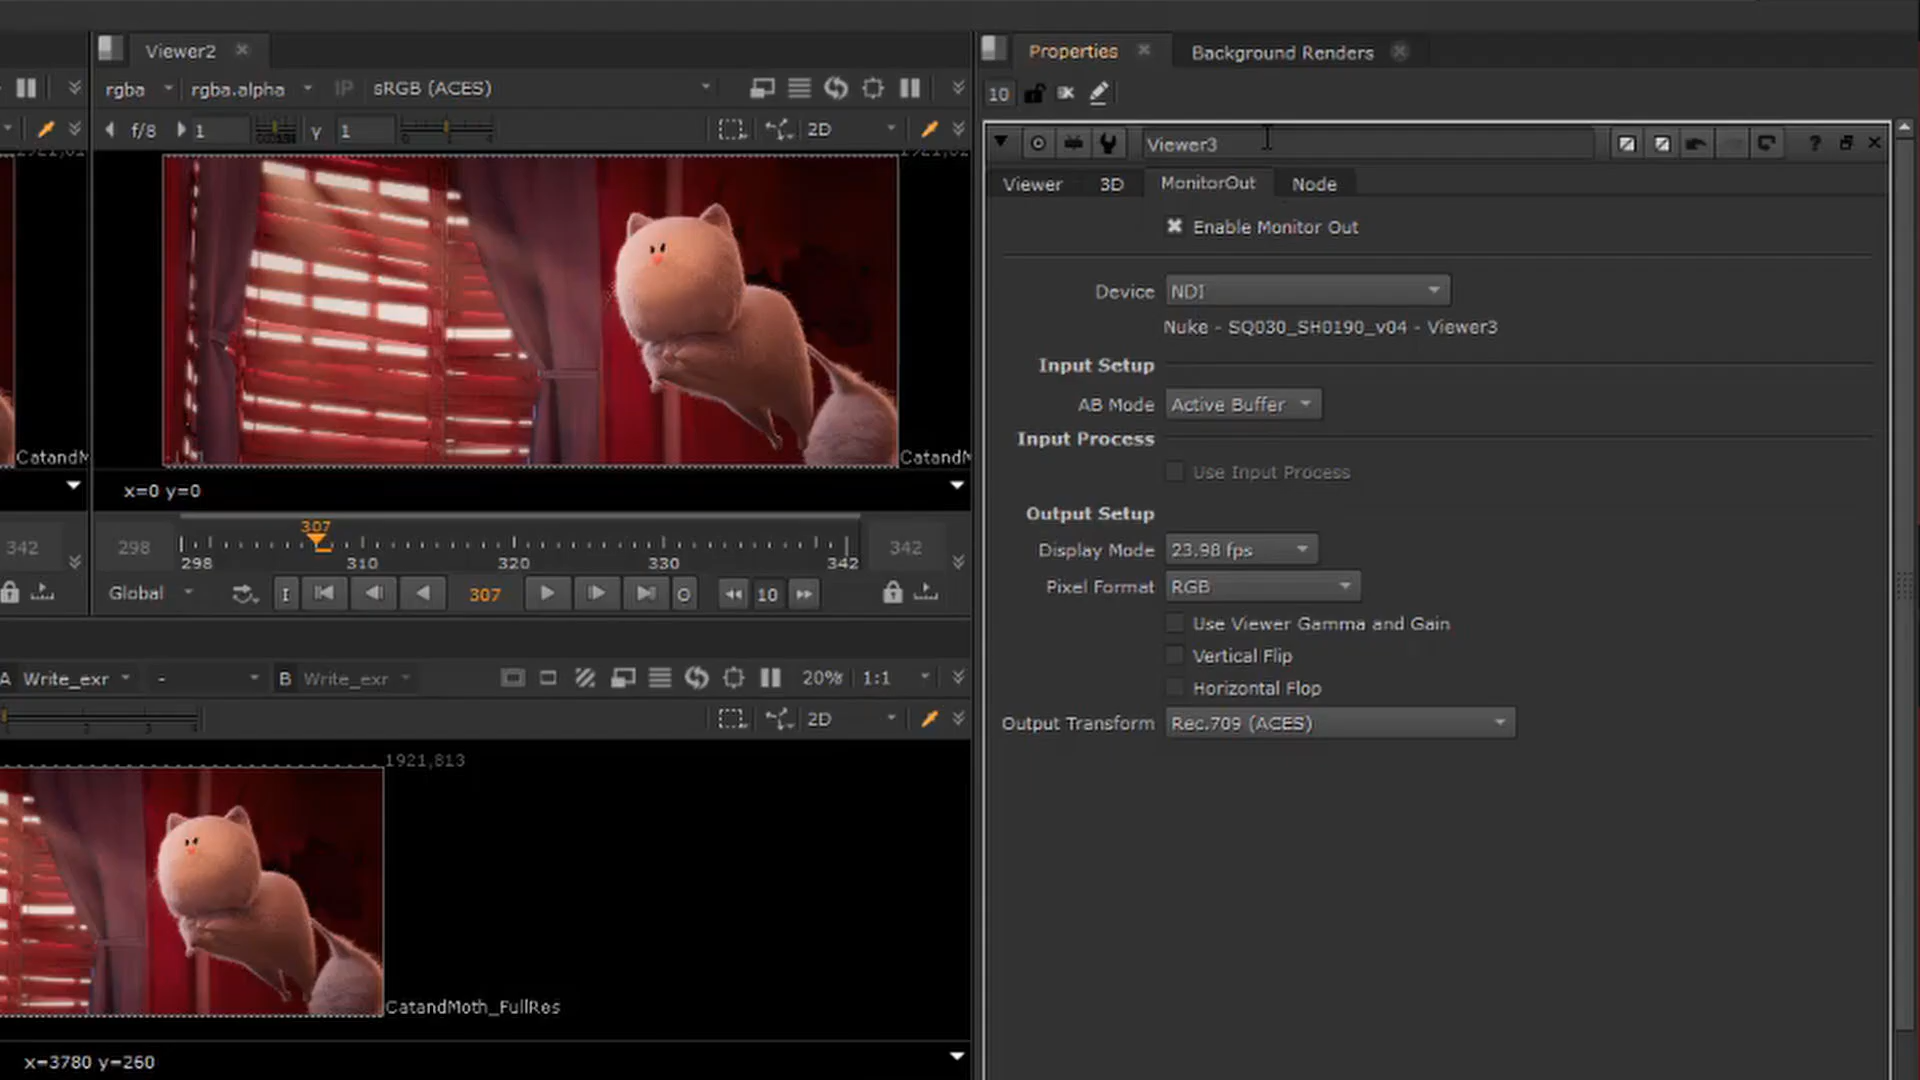 Viewer2
Properties
Background Renders
rgba
rgba.alpha
IP
sRGB (ACES)
10
f/8
1
γ
1
2D
Viewer3
Viewer
3D
MonitorOut
Node
Enable Monitor Out
Device
NDI
Nuke - SQ030_SH0190_v04 - Viewer3
Input Setup
AB Mode
Active Buffer
Input Process
Use Input Process
CatandM
CatandM
x=0 y=0
Output Setup
307
342
298
298
310
320
330
342
342
Display Mode
23.98 fps
Pixel Format
RGB
Global
I
307
O
10
Use Viewer Gamma and Gain
Vertical Flip
Horizontal Flop
A
Write_exr
-
B
Write_exr
20%
1:1
Output Transform
Rec.709 (ACES)
2
3
2D
1921,813
CatandMoth_FullRes
x=3780 y=260